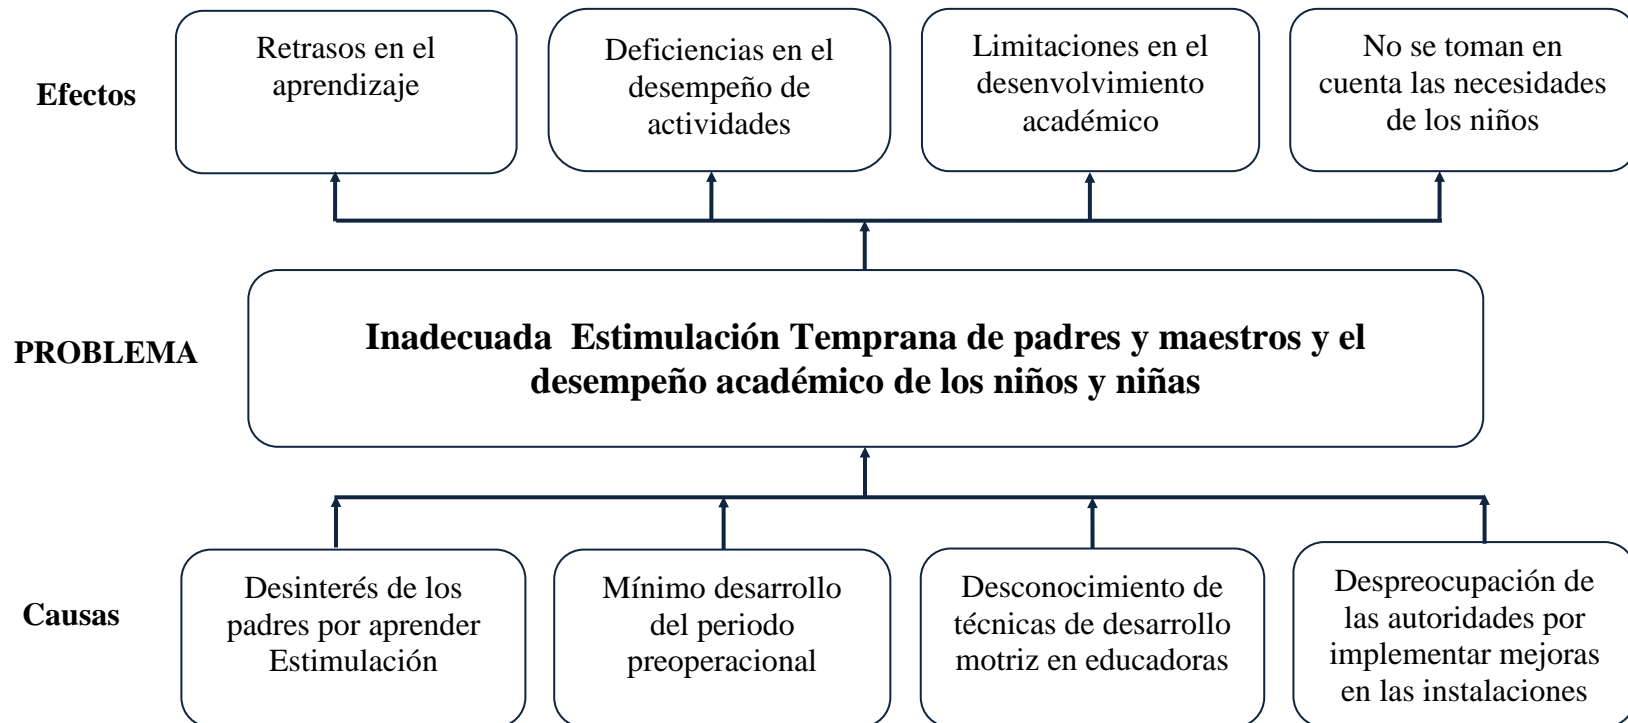 Efectos
Retrasos en el
aprendizaje
Deficiencias en el
desempeño de
actividades
Limitaciones en el
desenvolvimiento
académico
No se toman en
cuenta las necesidades
de los niños
PROBLEMA
Inadecuada  Estimulación Temprana de padres y maestros y el
desempeño académico de los niños y niñas
Causas
Desinterés de los
padres por aprender
Estimulación
Mínimo desarrollo
del periodo
preoperacional
Desconocimiento de
técnicas de desarrollo
motriz en educadoras
Despreocupación de
las autoridades por
implementar mejoras
en las instalaciones